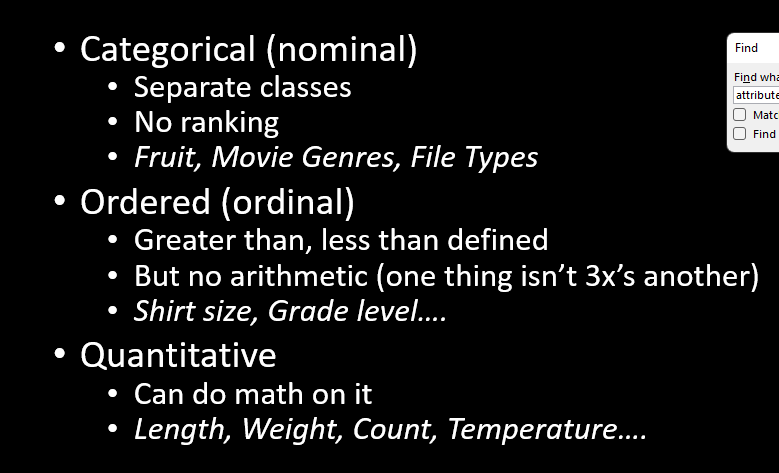 • Categorical (nominal)
• Separate classes
• No ranking
• Fruit, Movie Genres, File Types
• Ordered (ordinal)
• Greater than, less than defined
• But no arithmetic (one thing isn’t 3x’s another)
• Shirt size, Grade level….
• Quantitative
• Can do math on it
• Length, Weight, Count, Temperature….
Find
Find wha
attribute
Matc
Find